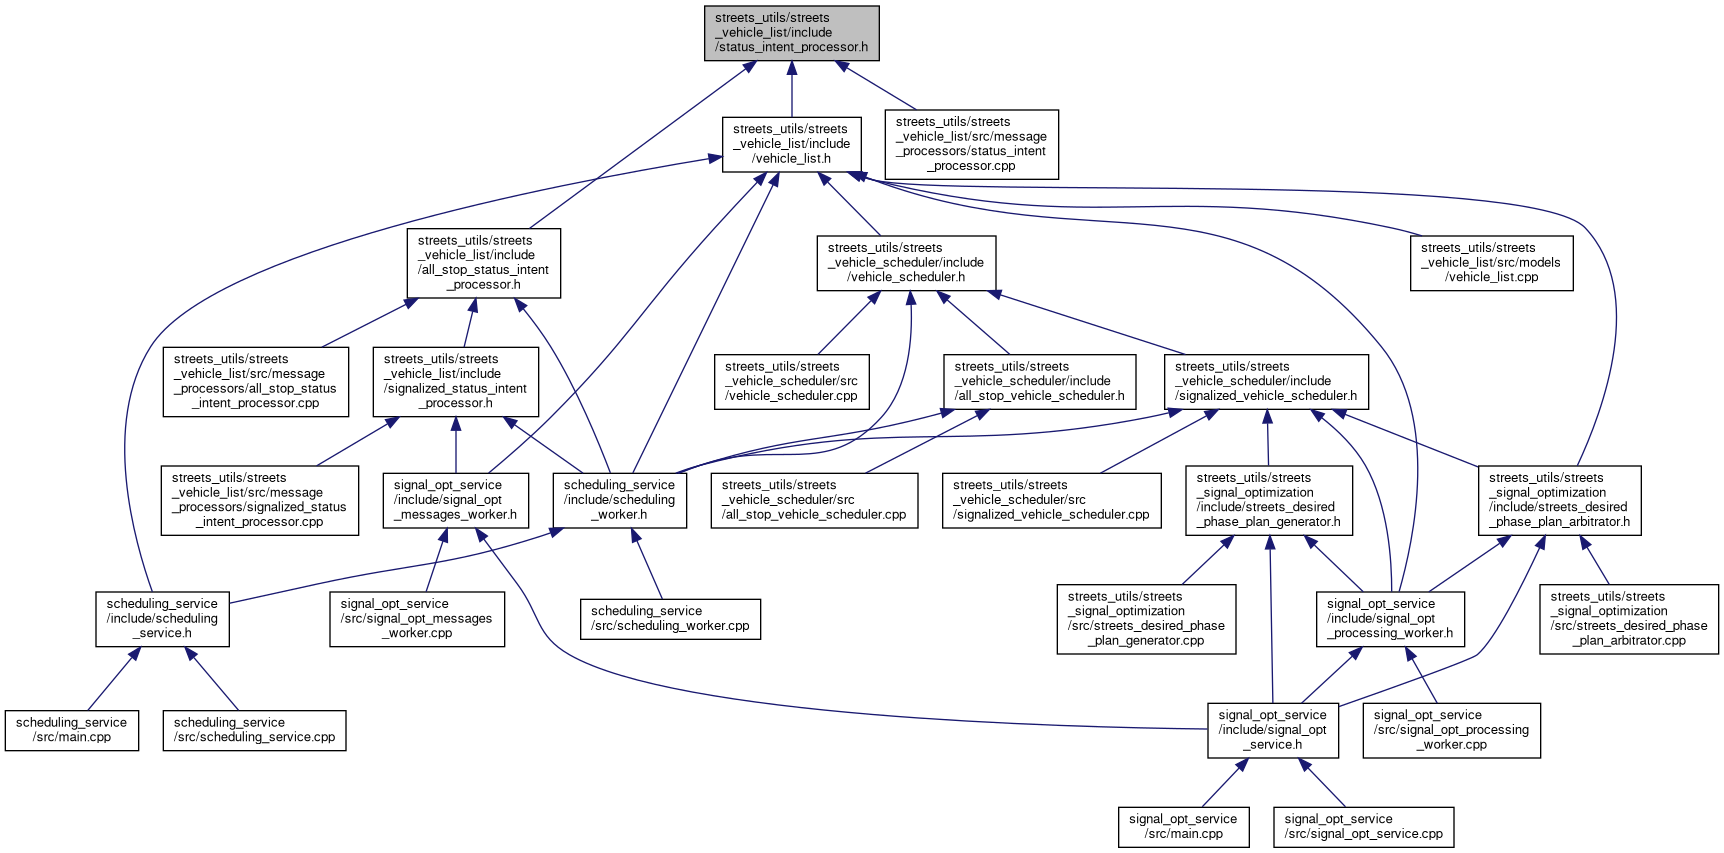 streets_utils/streets
_vehicle_list/include
/status_intent_processor.h
streets_utils/streets
_vehicle_list/include
/vehicle_list.h
streets_utils/streets
_vehicle_list/src/message
_processors/status_intent
_processor.cpp
streets_utils/streets
_vehicle_list/include
/all_stop_status_intent
_processor.h
streets_utils/streets
_vehicle_scheduler/include
/vehicle_scheduler.h
streets_utils/streets
_vehicle_list/src/models
/vehicle_list.cpp
streets_utils/streets
_vehicle_list/src/message
_processors/all_stop_status
_intent_processor.cpp
streets_utils/streets
_vehicle_list/include
/signalized_status_intent
_processor.h
streets_utils/streets
_vehicle_scheduler/src
/vehicle_scheduler.cpp
streets_utils/streets
_vehicle_scheduler/include
/all_stop_vehicle_scheduler.h
streets_utils/streets
_vehicle_scheduler/include
/signalized_vehicle_scheduler.h
streets_utils/streets
_vehicle_list/src/message
_processors/signalized_status
_intent_processor.cpp
signal_opt_service
/include/signal_opt
_messages_worker.h
scheduling_service
/include/scheduling
_worker.h
streets_utils/streets
_vehicle_scheduler/src
/all_stop_vehicle_scheduler.cpp
streets_utils/streets
_vehicle_scheduler/src
/signalized_vehicle_scheduler.cpp
streets_utils/streets
_signal_optimization
/include/streets_desired
_phase_plan_generator.h
streets_utils/streets
_signal_optimization
/include/streets_desired
_phase_plan_arbitrator.h
scheduling_service
/include/scheduling
_service.h
signal_opt_service
/src/signal_opt_messages
_worker.cpp
scheduling_service
/src/scheduling_worker.cpp
streets_utils/streets
_signal_optimization
/src/streets_desired_phase
_plan_generator.cpp
signal_opt_service
/include/signal_opt
_processing_worker.h
streets_utils/streets
_signal_optimization
/src/streets_desired_phase
_plan_arbitrator.cpp
scheduling_service
/src/main.cpp
scheduling_service
/src/scheduling_service.cpp
signal_opt_service
/include/signal_opt
_service.h
signal_opt_service
/src/signal_opt_processing
_worker.cpp
signal_opt_service
/src/main.cpp
signal_opt_service
/src/signal_opt_service.cpp